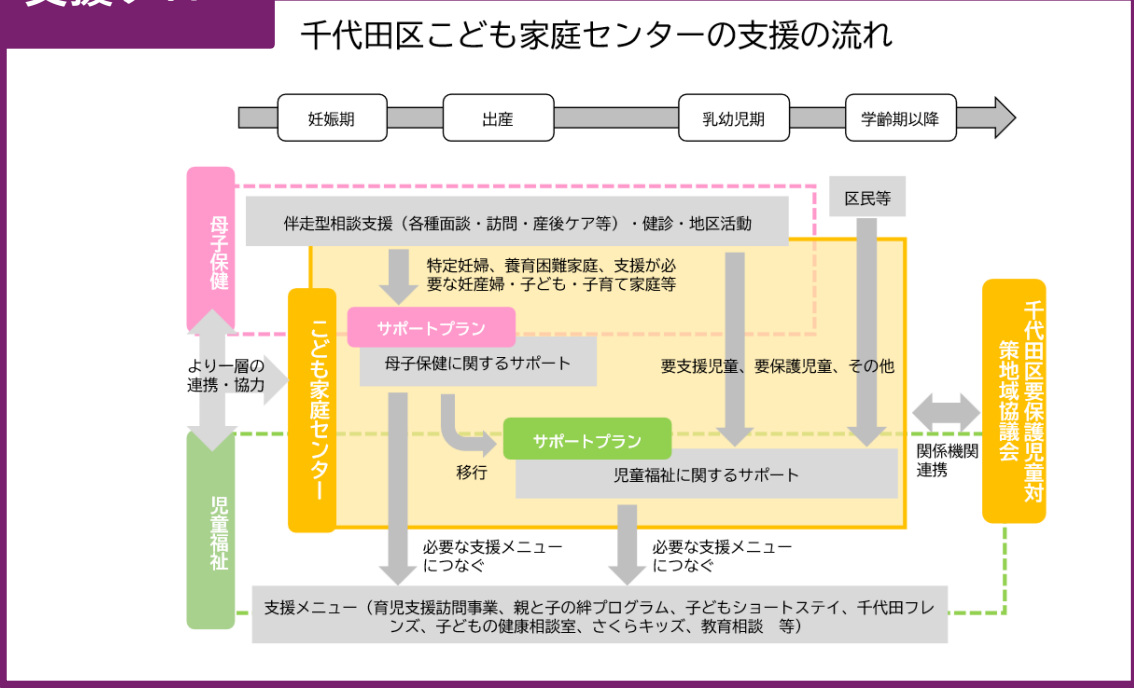 千代田区こども家庭センターの支援の流れ
妊娠期
出産
乳幼児期
学齢期以降
母子保健
区民等
伴走型相談支援（各種面談・訪問・産後ケア等）・健診・地区活動
特定妊婦、養育困難家庭、支援が必
要な妊産婦・子ども・子育て家庭等
こども家庭センター
サポートプラン
母子保健に関するサポート
より一層の
連携・協力
要支援児童、要保護児童、その他
千代田区要保護児童対
策地域協議会
サポートプラン
移行
児童福祉に関するサポート
関係機関
連携
児童福祉
必要な支援メニュー
につなぐ
必要な支援メニュー
につなぐ
支援メニュー（育児支援訪問事業、親と子の絆プログラム、子どもショートステイ、千代田フレ
ンズ、子どもの健康相談室、さくらキッズ、教育相談　等）